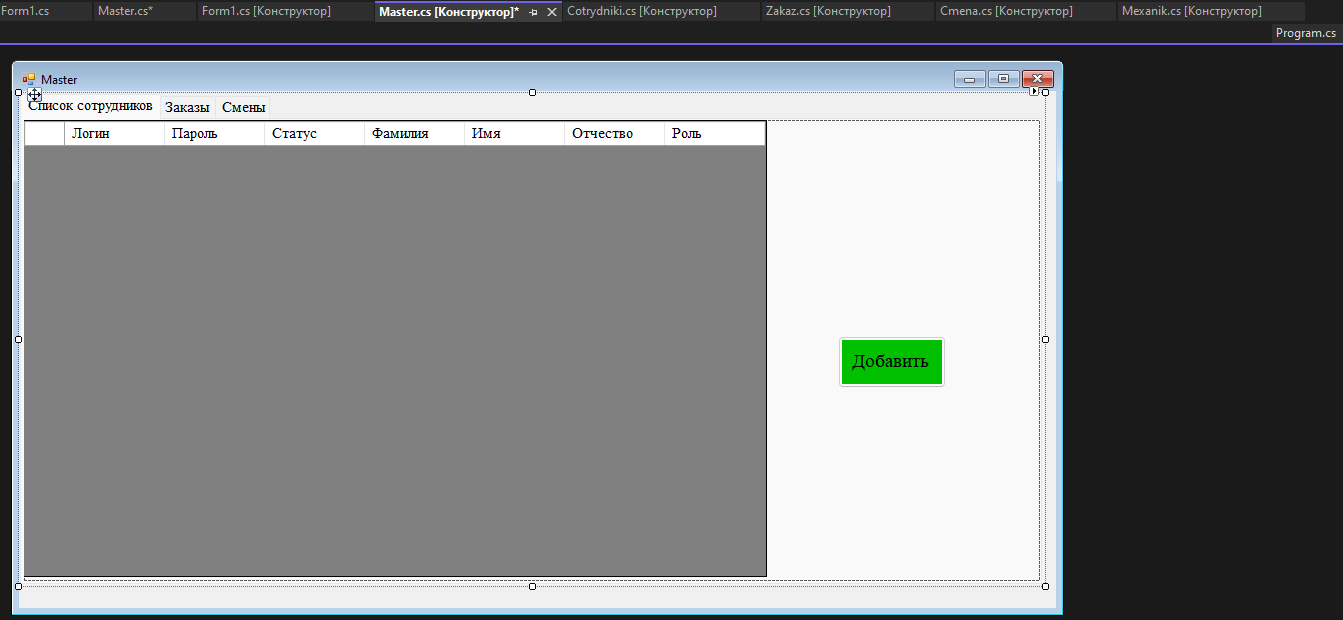 Form1.cs Master.cs* Form1.cs [Конструктор] Master.cs [Конструктор]* Cotrydniki.cs [Конструктор] Zakaz.cs [Конструктор] Cmena.cs [Конструктор] Mexanik.cs [Конструктор]
Program.cs
Master
Список сотрудников Заказы Смены
Логин Пароль Статус Фамилия Имя Отчество Роль
Добавить